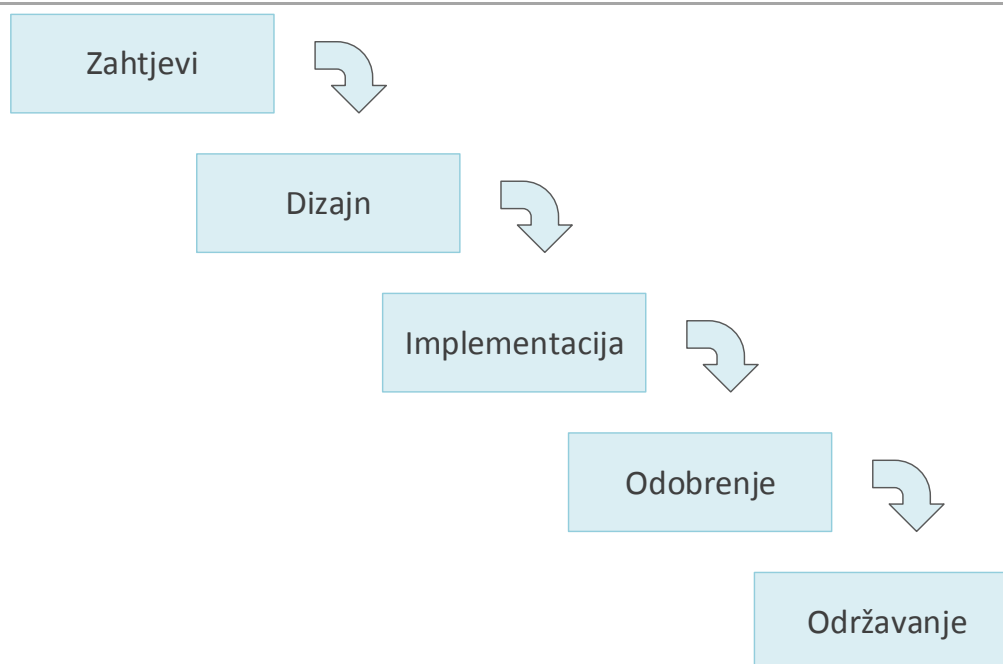 Zahtjevi
Dizajn
Implementacija
Odobrenje
Održavanje